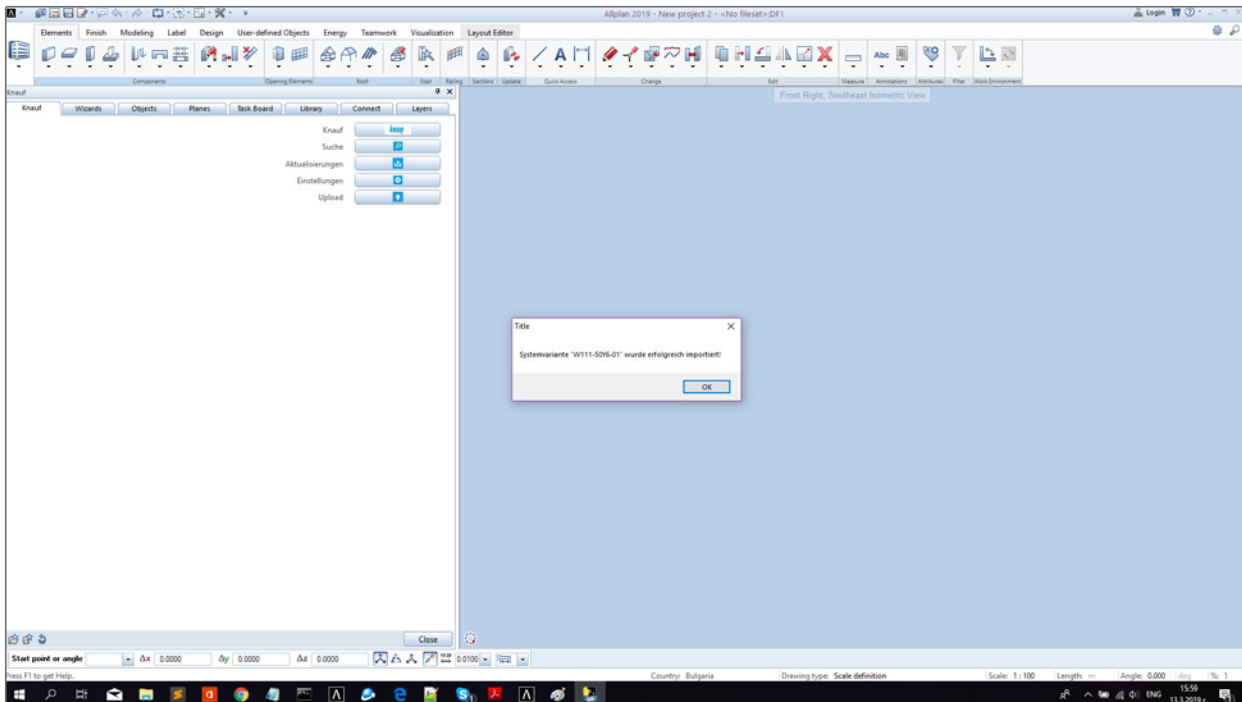 Allplan 2019 - New project 2 - <No fileset>:DF1
Login
Elements Finish Modeling Label Design User-defined Objects Energy Teamwork Visualization Layout Editor
A Abc
Components Opening Elements Roof Stair Railing Sections Update Quick Access Change Edit Measure Annotations Attributes Filter Work Environment
Knauf
Knauf Wizards Objects Planes Task Board Library Connect Layers
Front Right, Southeast Isometric View
Knauf
Suche
Aktualisierungen
Einstellungen
Upload
Title
Systemvariante "W111-50Y6-01" wurde erfolgreich importiert!
OK
Close
Start point or angle Δx 0.0000 Δy 0.0000 Δz 0.0000 0.0100
Press F1 to get Help. Country: Bulgaria Drawing type: Scale definition Scale: 1 : 100 Length: m Angle: 0.000 deg %: 1
ENG 15:59
13.3.2019 г.